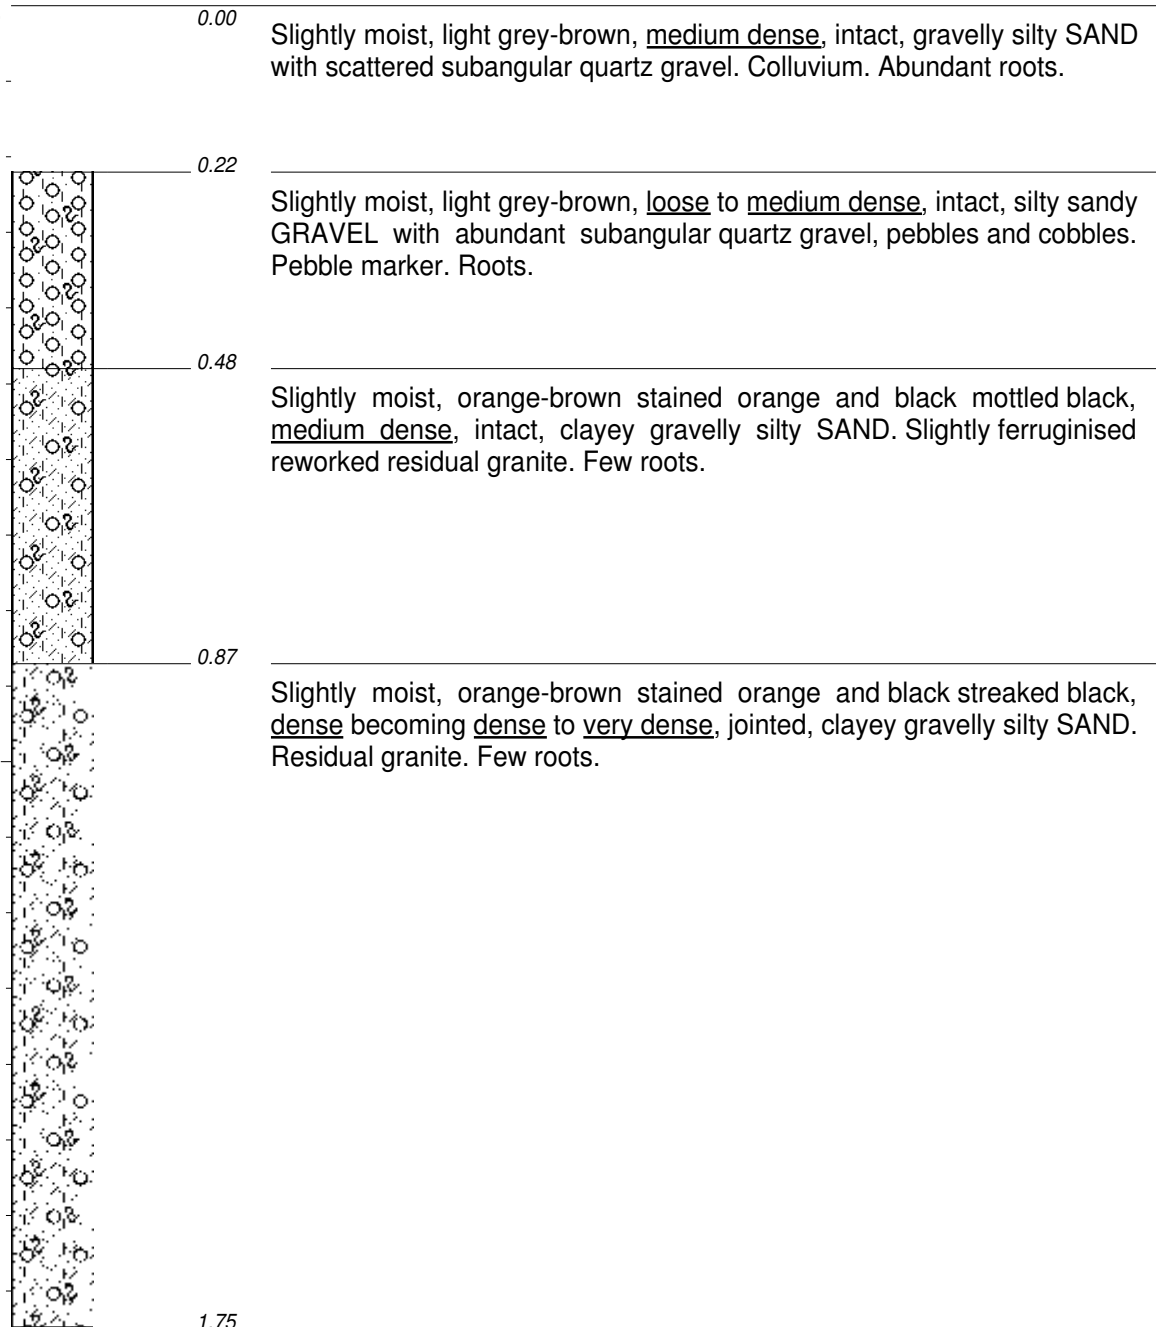 0.00
Slightly moist, light grey-brown, medium dense, intact, gravelly silty SAND
with scattered subangular quartz gravel. Colluvium. Abundant roots.
0.22
Slightly moist, light grey-brown, loose to medium dense, intact, silty sandy
GRAVEL with abundant subangular quartz gravel, pebbles and cobbles.
Pebble marker. Roots.
0.48
Slightly moist, orange-brown stained orange and black mottled black,
medium dense, intact, clayey gravelly silty SAND. Slightly ferruginised
reworked residual granite. Few roots.
0.87
Slightly moist, orange-brown stained orange and black streaked black,
dense becoming dense to very dense, jointed, clayey gravelly silty SAND.
Residual granite. Few roots.
1.75